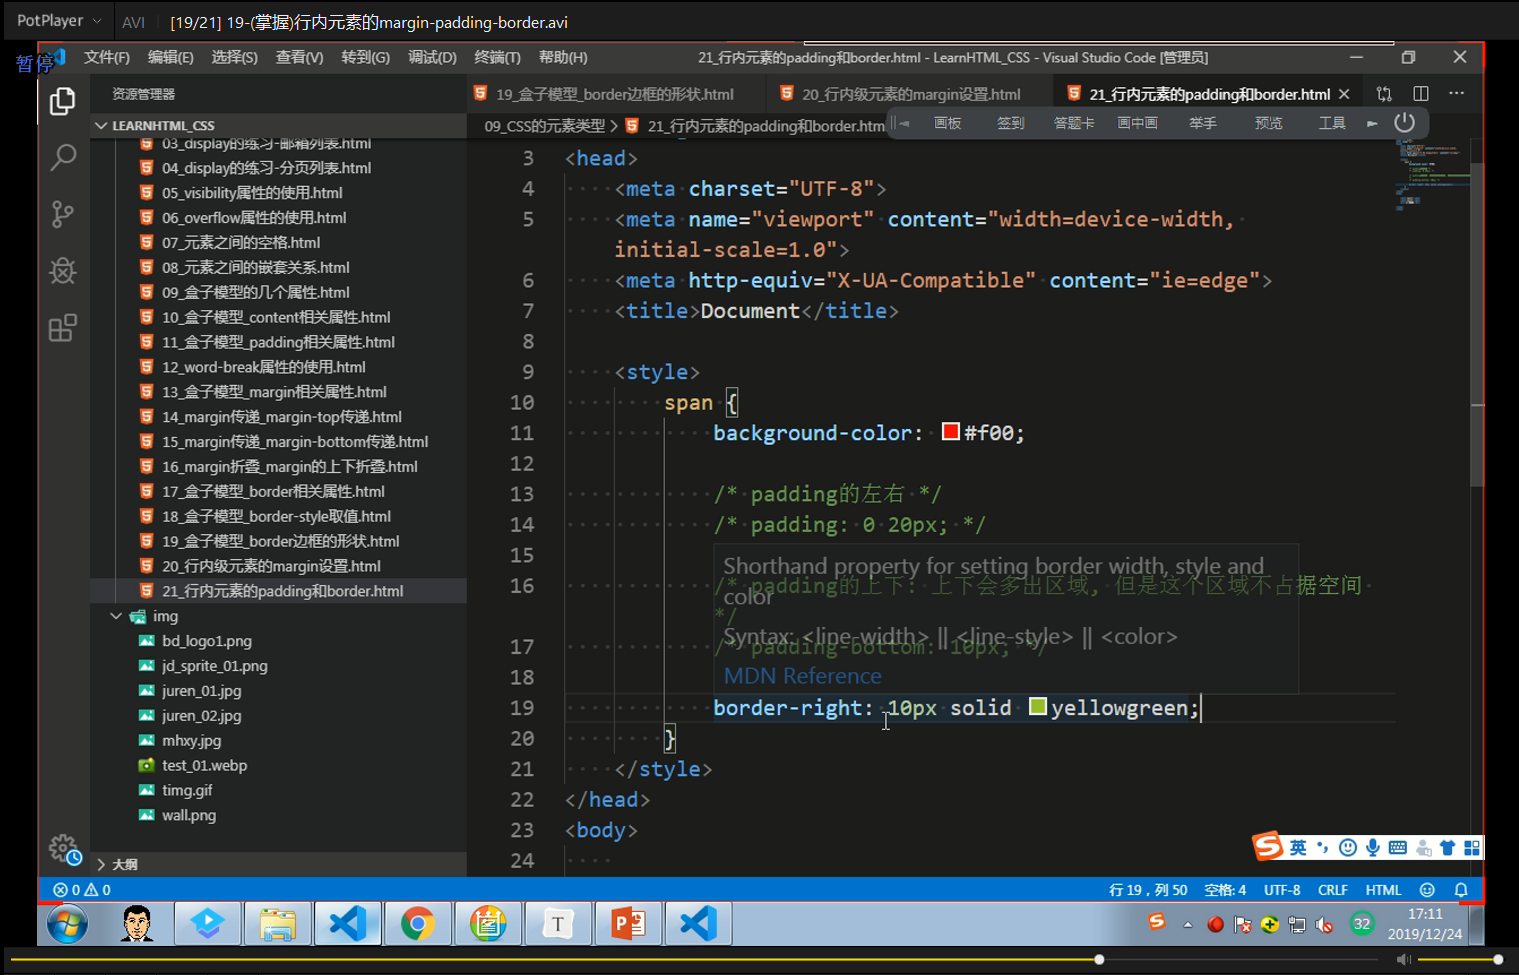 PotPlayer
AVI
[19/21] 19-(掌握)行内元素的margin-padding-border.avi
暂停
文件(F) 编辑(E) 选择(S) 查看(V) 转到(G) 调试(D) 终端(T) 帮助(H)
21_行内元素的padding和border.html - LearnHTML_CSS - Visual Studio Code [管理员]
资源管理器
19_盒子模型_border边框的形状.html
20_行内级元素的margin设置.html
21_行内元素的padding和border.html
LEARNHTML_CSS
09_CSS的元素类型 > 21_行内元素的padding和border.htm
画板 签到 答题卡 画中画 举手 预览 工具
03_display的练习-邮箱列表.html
04_display的练习-分页列表.html
05_visibility属性的使用.html
06_overflow属性的使用.html
07_元素之间的空格.html
08_元素之间的嵌套关系.html
09_盒子模型的几个属性.html
10_盒子模型_content相关属性.html
11_盒子模型_padding相关属性.html
12_word-break属性的使用.html
13_盒子模型_margin相关属性.html
14_margin传递_margin-top传递.html
15_margin传递_margin-bottom传递.html
16_margin折叠_margin的上下折叠.html
17_盒子模型_border相关属性.html
18_盒子模型_border-style取值.html
19_盒子模型_border边框的形状.html
20_行内级元素的margin设置.html
21_行内元素的padding和border.html
img
bd_logo1.png
jd_sprite_01.png
juren_01.jpg
juren_02.jpg
mhxy.jpg
test_01.webp
timg.gif
wall.png
大纲
3 <head>
4 <meta charset="UTF-8">
5 <meta name="viewport" content="width=device-width,
initial-scale=1.0">
6 <meta http-equiv="X-UA-Compatible" content="ie=edge">
7 <title>Document</title>
8
9 <style>
10 span {
11 background-color: #f00;
12
13 /* padding的左右 */
14 /* padding: 0 20px; */
15
Shorthand property for setting border width, style and
color
16 /* padding的上下: 上下会多出区域, 但是这个区域不占据空间
*/
Syntax: <line-width> || <line-style> || <color>
17 /* padding-bottom: 10px; */
18
MDN Reference
19 border-right: 10px solid yellowgreen;
20 }
21 </style>
22 </head>
23 <body>
24
英
0 0
行 19，列 50 空格: 4 UTF-8 CRLF HTML
32
17:11
2019/12/24